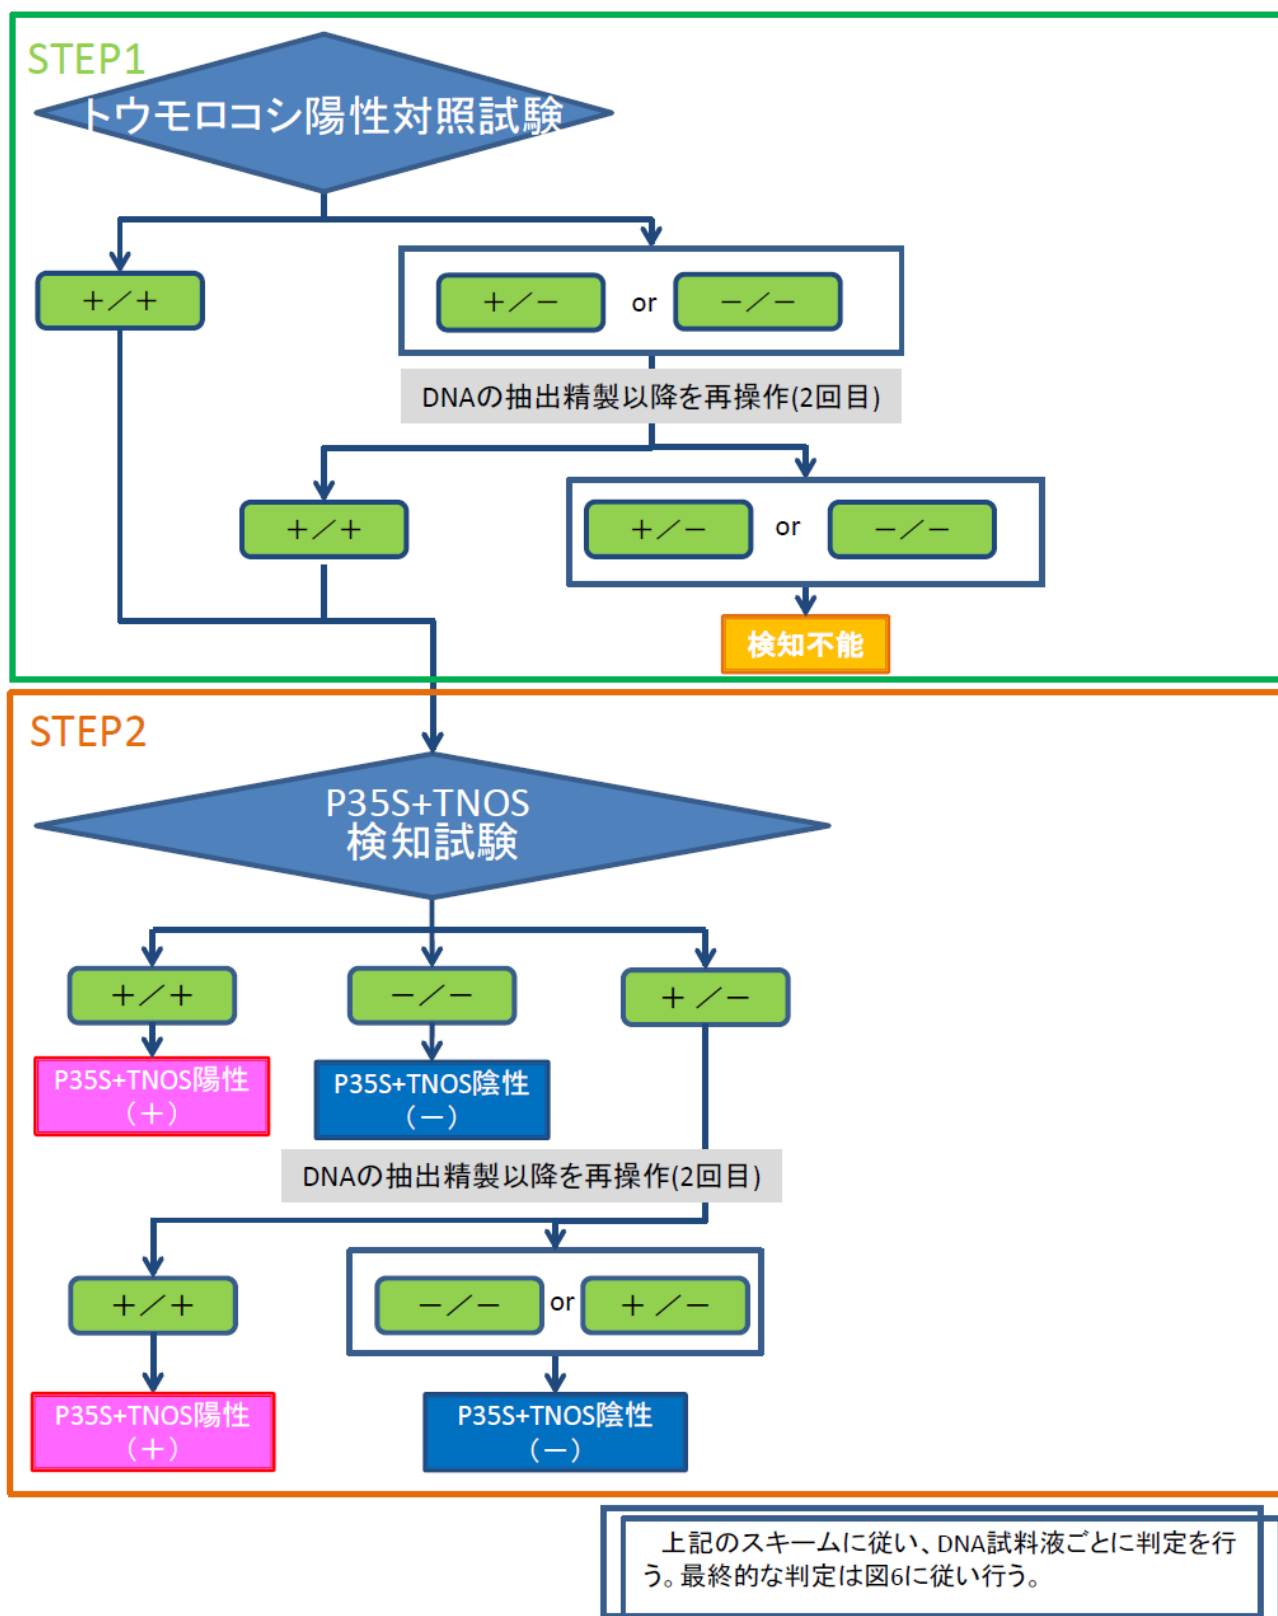 STEP1
トウモロコシ陽性対照試験
＋／＋
＋／－ or －／－
DNAの抽出精製以降を再操作(2回目)
＋／＋
＋／－ or －／－
検知不能
STEP2
P35S+TNOS
検知試験
＋／＋
－／－
＋／－
P35S+TNOS陽性
（＋）
P35S+TNOS陰性
（－）
DNAの抽出精製以降を再操作(2回目)
＋／＋
－／－ or ＋／－
P35S+TNOS陽性
（＋）
P35S+TNOS陰性
（－）
上記のスキームに従い、DNA試料液ごとに判定を行
う。最終的な判定は図6に従い行う。